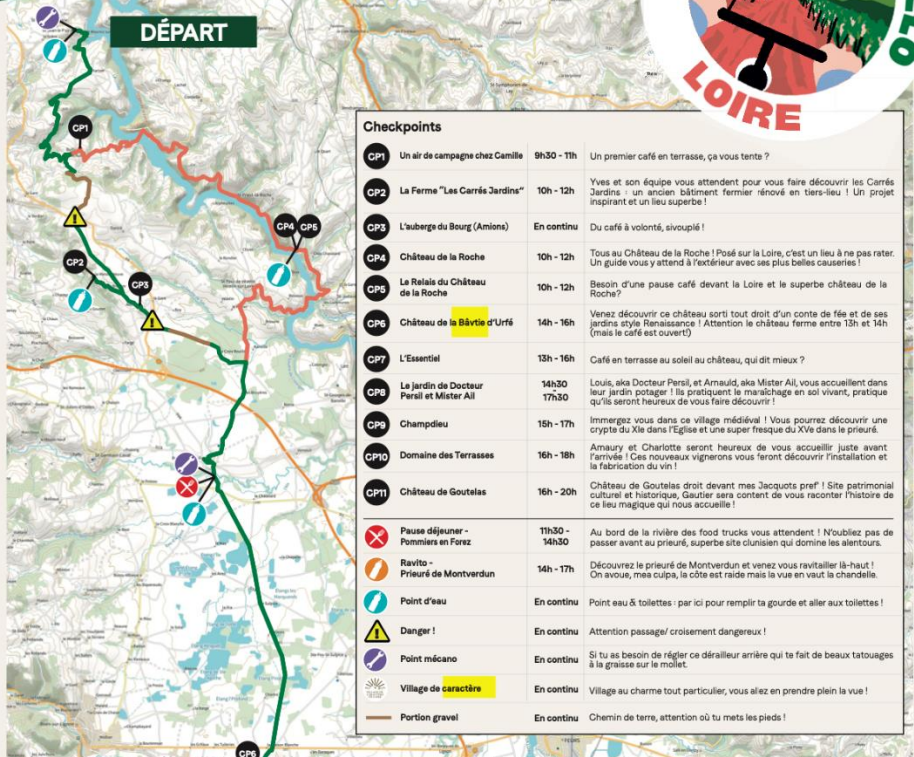 DÉPART
LOIRE
LO
CP1
CP4
CP5
CP2
CP3
CP6
Checkpoints
CP1 Un air de campagne chez Camille 9h30 - 11h Un premier café en terrasse, ça vous tente ?
CP2 La Ferme "Les Carrés Jardins" 10h - 12h Yves et son équipe vous attendent pour vous faire découvrir les Carrés
Jardins : un ancien bâtiment fermier rénové en tiers-lieu ! Un projet
inspirant et un lieu superbe !
CP3 L'auberge du Bourg (Amions) En continu Du café à volonté, sivouplé !
CP4 Château de la Roche 10h - 12h Tous au Château de la Roche ! Posé sur la Loire, c'est un lieu à ne pas rater.
Un guide vous y attend à l'extérieur avec ses plus belles causeries !
CP5 Le Relais du Château
de la Roche 10h - 12h Besoin d'une pause café devant la Loire et le superbe château de la
Roche?
CP6 Château de la Bâvtie d'Urfé 14h - 16h Venez découvrir ce château sorti tout droit d'un conte de fée et de ses
jardins style Renaissance ! Attention le château ferme entre 13h et 14h
(mais le café est ouvert!)
CP7 L'Essentiel 13h - 16h Café en terrasse au soleil au château, qui dit mieux ?
CP8 Le jardin de Docteur
Persil et Mister Ail 14h30
-
17h30 Louis, aka Docteur Persil, et Arnauld, aka Mister Ail, vous accueillent dans
leur jardin potager ! Ils pratiquent le maraîchage en sol vivant, pratique
qu'ils seront heureux de vous faire découvrir !
CP9 Champdieu 15h - 17h Immergez vous dans ce village médiéval ! Vous pourrez découvrir une
crypte du XIe dans l'Eglise et une super fresque du XVe dans le prieuré.
CP10 Domaine des Terrasses 16h - 18h Amaury et Charlotte seront heureux de vous accueillir juste avant
l'arrivée ! Ces nouveaux vignerons vous feront découvrir l'installation et
la fabrication du vin !
CP11 Château de Goutelas 16h - 20h Château de Goutelas droit devant mes Jacquots pref' ! Site patrimonial
culturel et historique, Gautier sera content de vous raconter l'histoire de
ce lieu magique qui nous accueille !
Pause déjeuner -
Pommiers en Forez 11h30 -
14h30 Au bord de la rivière des food trucks vous attendent ! N'oubliez pas de
passer avant au prieuré, superbe site clunisien qui domine les alentours.
Ravito -
Prieuré de Montverdun 14h - 17h Découvrez le prieuré de Montverdun et venez vous ravitailler là-haut !
On avoue, mea culpa, la côte est raide mais la vue en vaut la chandelle.
Point d'eau En continu Point eau & toilettes : par ici pour remplir ta gourde et aller aux toilettes !
Danger ! En continu Attention passage/ croisement dangereux !
Point mécano En continu Si tu as besoin de régler ce dérailleur arrière qui te fait de beaux tatouages
à la graisse sur le mollet.
Village de caractère En continu Village au charme tout particulier, vous allez en prendre plein la vue !
Portion gravel En continu Chemin de terre, attention où tu mets les pieds !